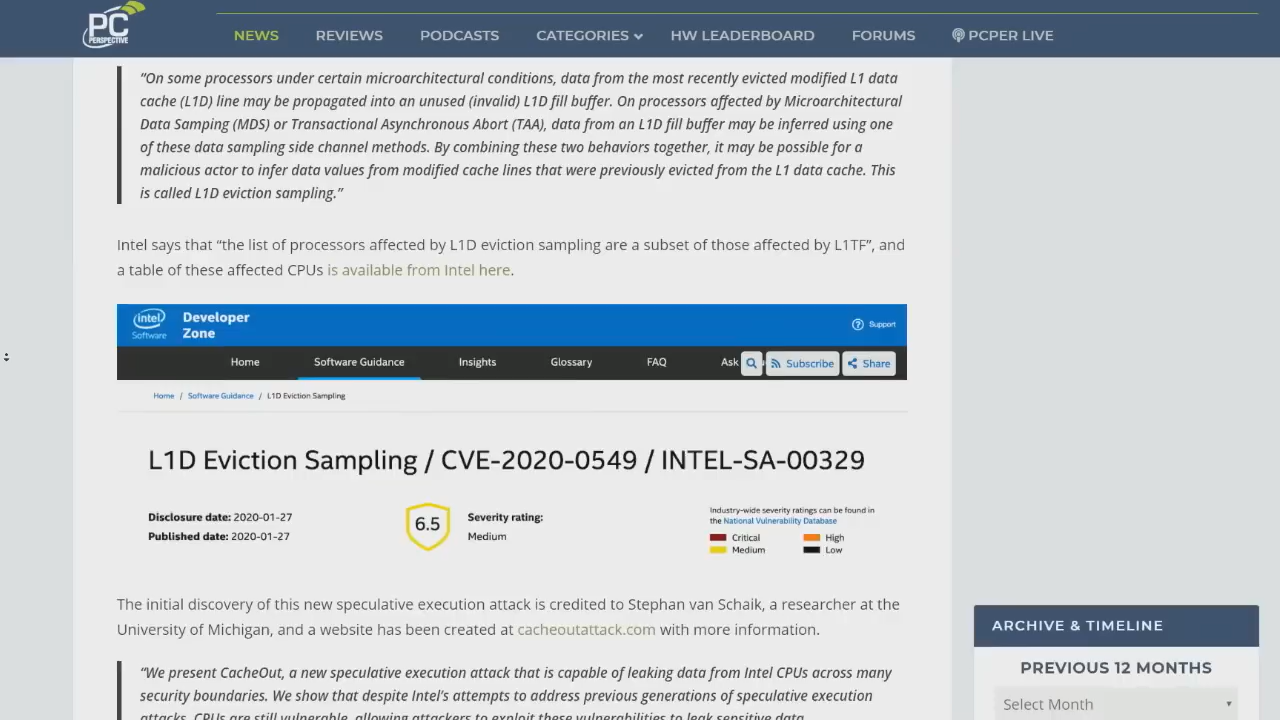 PC
PERSPECTIVE
NEWS REVIEWS PODCASTS CATEGORIES HW LEADERBOARD FORUMS PCPER LIVE
“On some processors under certain microarchitectural conditions, data from the most recently evicted modified L1 data
cache (L1D) line may be propagated into an unused (invalid) L1D fill buffer. On processors affected by Microarchitectural
Data Samping (MDS) or Transactional Asynchronous Abort (TAA), data from an L1D fill buffer may be inferred using one
of these data sampling side channel methods. By combining these two behaviors together, it may be possible for a
malicious actor to infer data values from modified cache lines that were previously evicted from the L1 data cache. This
is called L1D eviction sampling.”
Intel says that “the list of processors affected by L1D eviction sampling are a subset of those affected by L1TF”, and
a table of these affected CPUs is available from Intel here.
intel
Software
Developer
Zone
Support
Home Software Guidance Insights Glossary FAQ Ask Subscribe Share
Home / Software Guidance / L1D Eviction Sampling
L1D Eviction Sampling / CVE-2020-0549 / INTEL-SA-00329
Disclosure date: 2020-01-27
Published date: 2020-01-27
6.5
Severity rating:
Medium
Industry-wide severity ratings can be found in
the National Vulnerability Database
Critical High
Medium Low
The initial discovery of this new speculative execution attack is credited to Stephan van Schaik, a researcher at the
University of Michigan, and a website has been created at cacheoutattack.com with more information.
“We present CacheOut, a new speculative execution attack that is capable of leaking data from Intel CPUs across many
security boundaries. We show that despite Intel's attempts to address previous generations of speculative execution
attacks, CPUs are still vulnerable, allowing attackers to exploit these vulnerabilities to leak sensitive data.
ARCHIVE & TIMELINE
PREVIOUS 12 MONTHS
Select Month